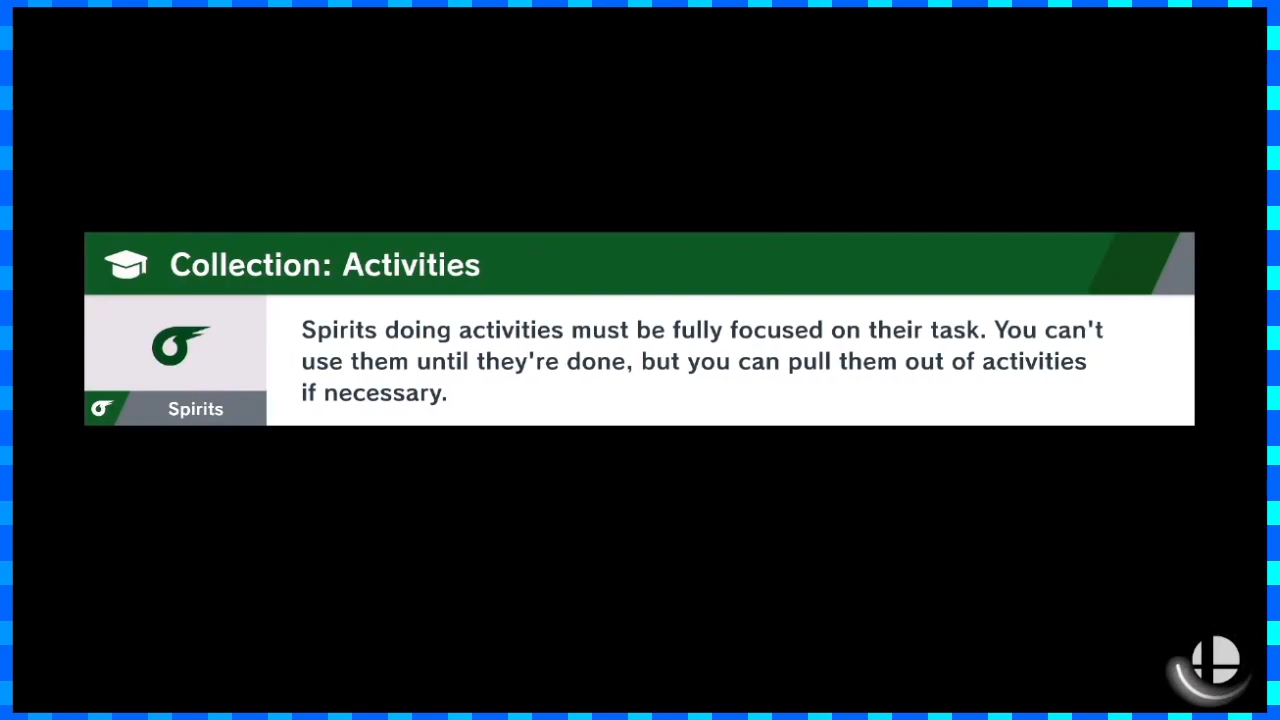 Collection: Activities
Spirits doing activities must be fully focused on their task. You can't
use them until they're done, but you can pull them out of activities
if necessary.
Spirits